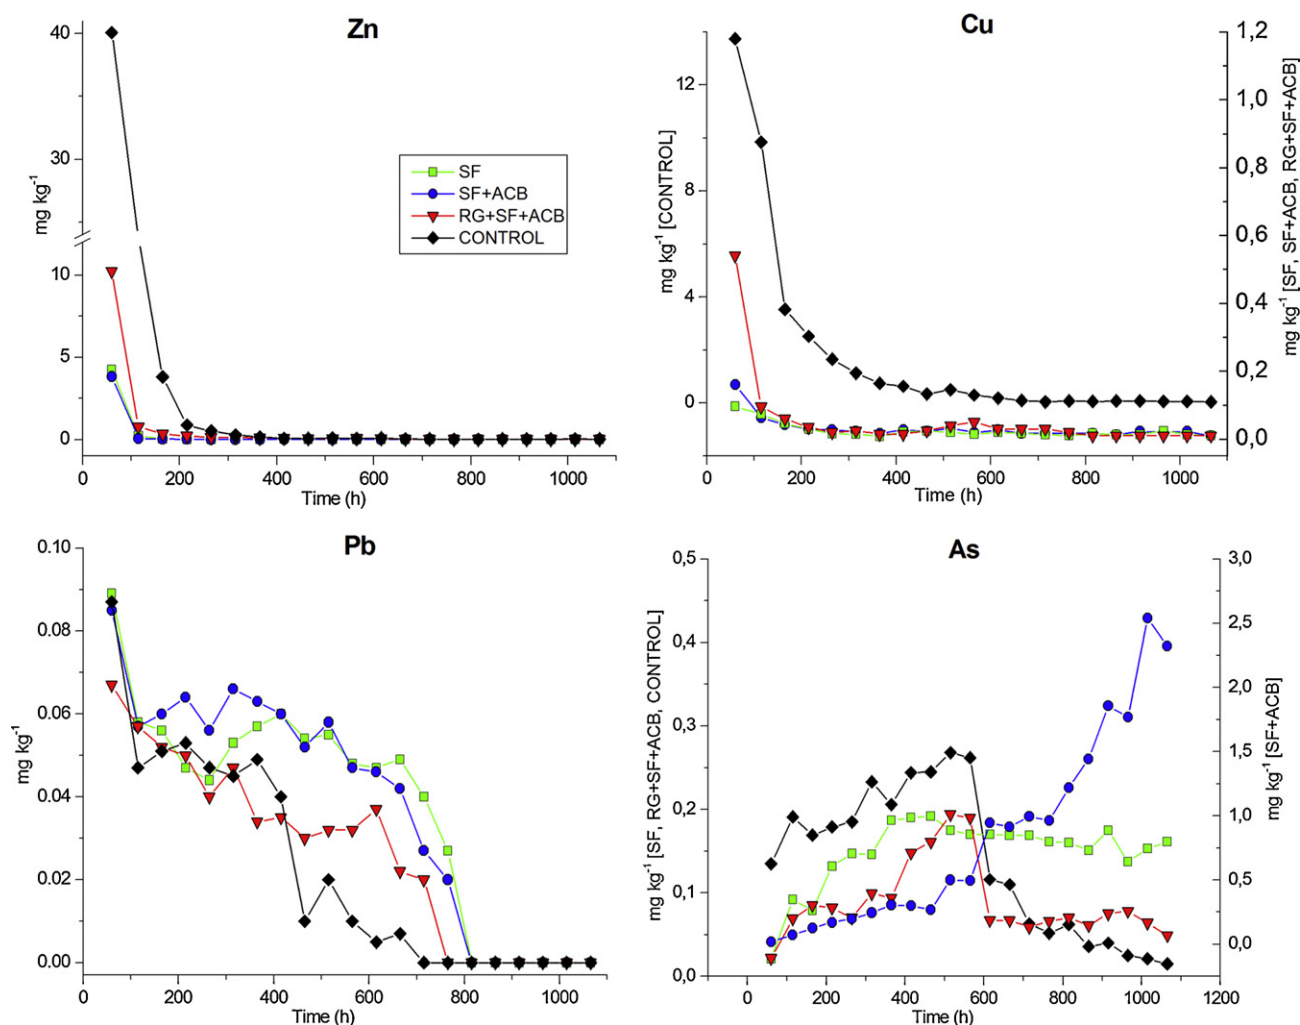 Zn
40
30
10
5
0
mg kg⁻¹
0 200 400 600 800 1000
Time (h)
SF
SF+ACB
RG+SF+ACB
CONTROL
Cu
12
8
4
0
mg kg⁻¹ [CONTROL]
1,2
1,0
0,8
0,6
0,4
0,2
0,0
mg kg⁻¹ [SF, SF+ACB, RG+SF+ACB]
0 200 400 600 800 1000
Time (h)
Pb
0.10
0.08
0.06
0.04
0.02
0.00
mg kg⁻¹
0 200 400 600 800 1000
Time (h)
As
0,5
0,4
0,3
0,2
0,1
0,0
mg kg⁻¹ [SF, RG+SF+ACB, CONTROL]
3,0
2,5
2,0
1,5
1,0
0,5
0,0
mg kg⁻¹ [SF+ACB]
0 200 400 600 800 1000 1200
Time (h)